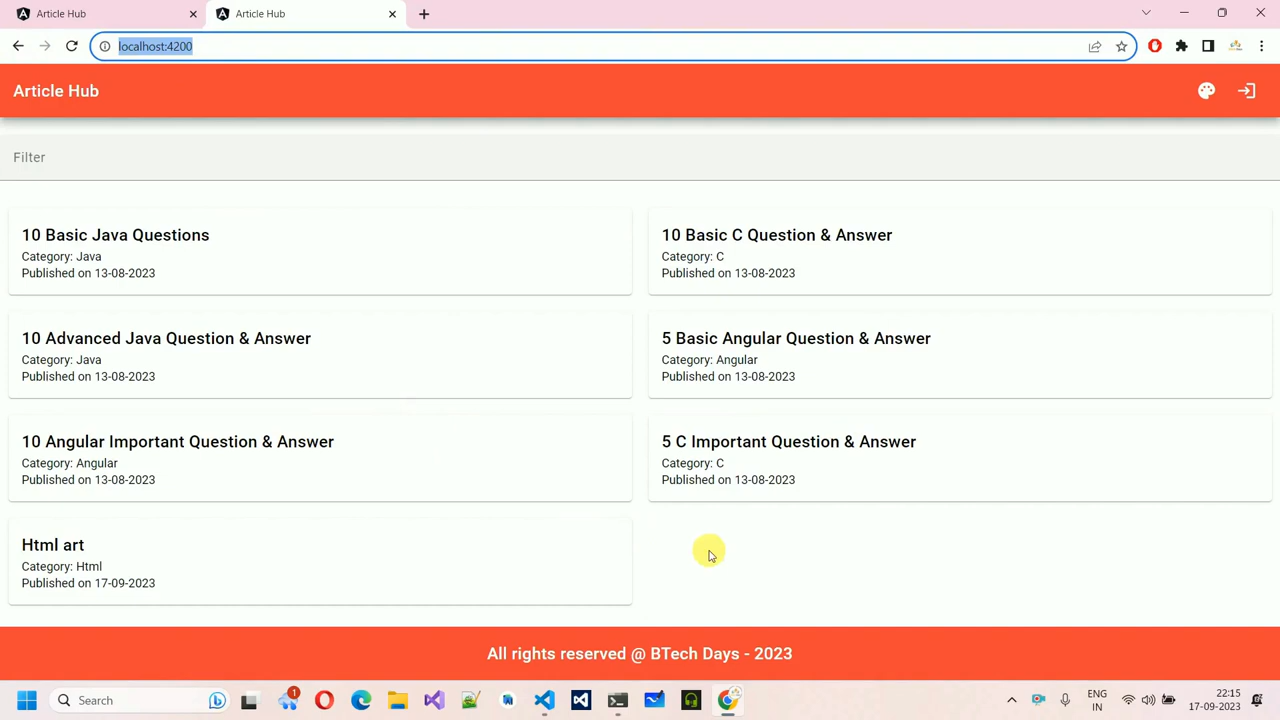 Article Hub
Article Hub
localhost:4200
Article Hub
Filter
10 Basic Java Questions
Category: Java
Published on 13-08-2023
10 Basic C Question & Answer
Category: C
Published on 13-08-2023
10 Advanced Java Question & Answer
Category: Java
Published on 13-08-2023
5 Basic Angular Question & Answer
Category: Angular
Published on 13-08-2023
10 Angular Important Question & Answer
Category: Angular
Published on 13-08-2023
5 C Important Question & Answer
Category: C
Published on 13-08-2023
Html art
Category: Html
Published on 17-09-2023
All rights reserved @ BTech Days - 2023
Search
1
ENG
IN
22:15
17-09-2023